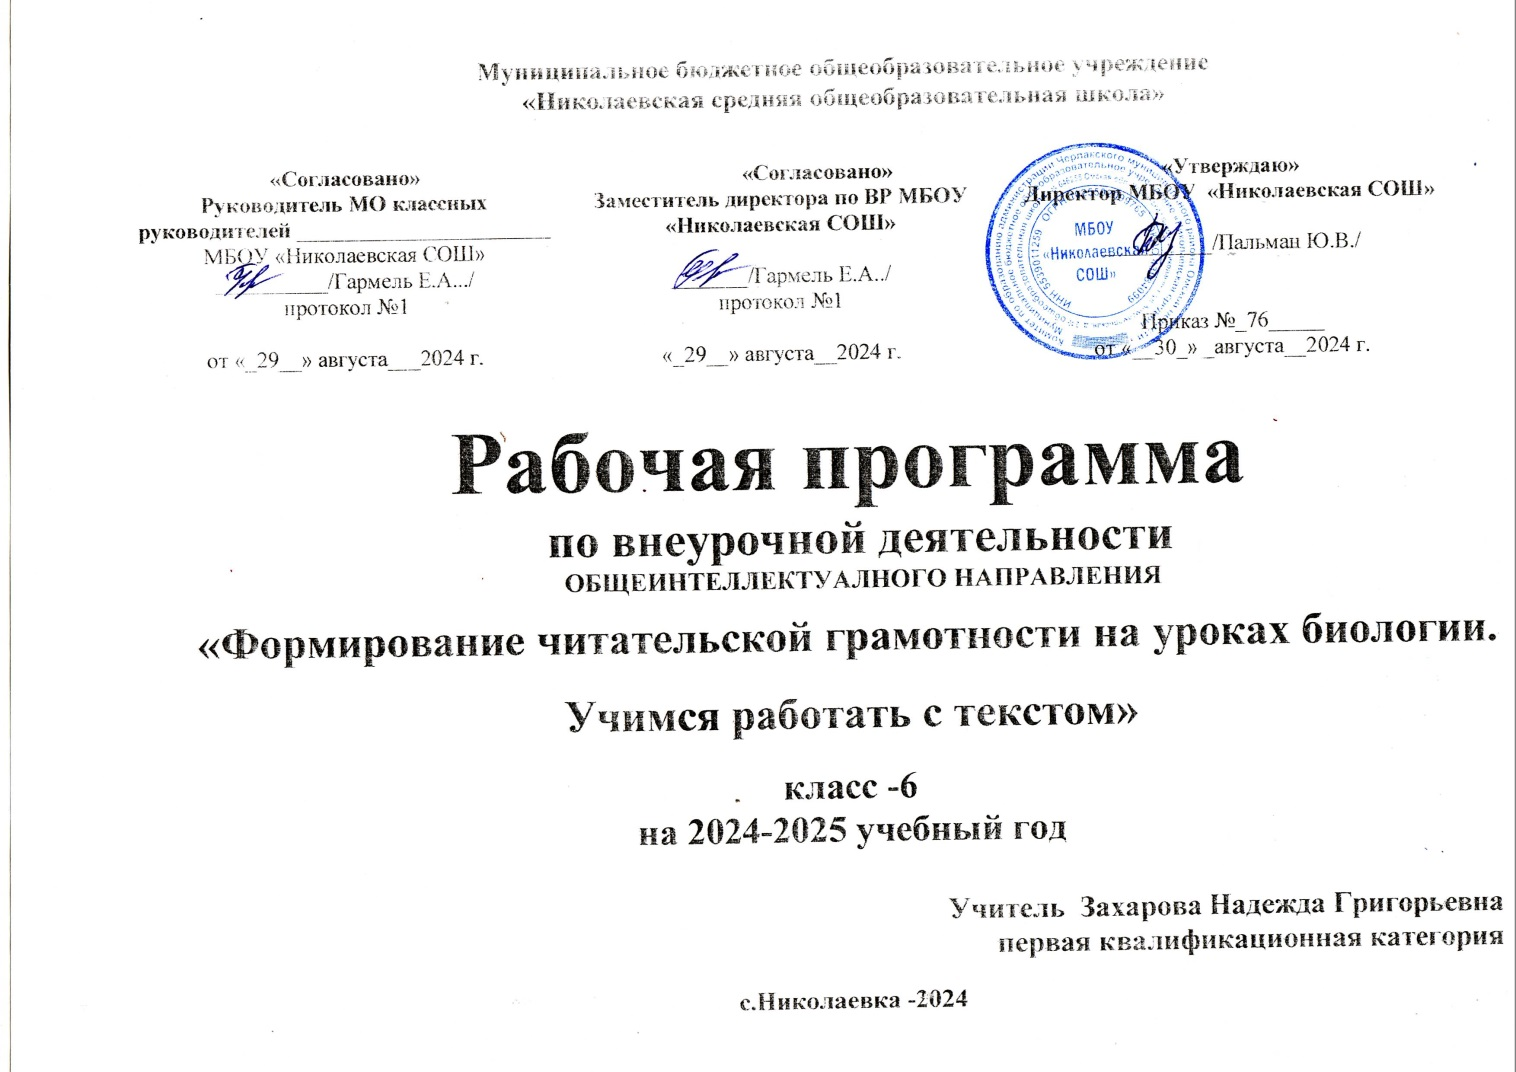 Муниципальное бюджетное общеобразовательное учреждение
«Николаевская средняя общеобразовательная школа»
«Согласовано»
Руководитель МО классных
руководителей _______________________
МБОУ «Николаевская СОШ»
__________/Гармель Е.А.../
протокол №1
от «_29__» августа___2024 г.
«Согласовано»
Заместитель директора по ВР МБОУ
«Николаевская СОШ»
_______/Гармель Е.А../
протокол №1
«_29__» августа__2024 г.
«Утверждаю»
Директор МБОУ «Николаевская СОШ»
/Пальман Ю.В./
Приказ №_76_____
от «__30_» _августа__2024 г.
МБОУ
«Николаевская
СОШ»
ИНН 5539011259
Рабочая программа
по внеурочной деятельности
ОБЩЕИНТЕЛЛЕКТУАЛНОГО НАПРАВЛЕНИЯ
«Формирование читательской грамотности на уроках биологии.
Учимся работать с текстом»
класс -6
на 2024-2025 учебный год
Учитель Захарова Надежда Григорьевна
первая квалификационная категория
с.Николаевка -2024